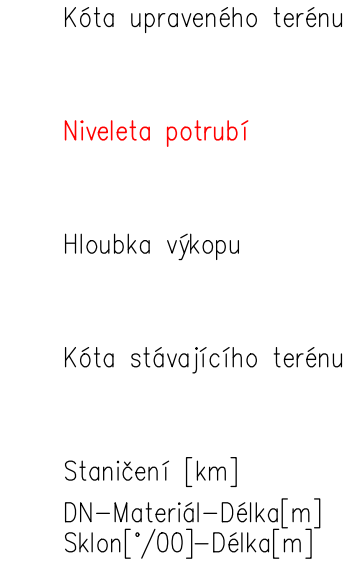 Kóta upraveného terénu
Niveleta potrubí
Hloubka výkopu
Kóta stávajícího terénu
Staničení [km]
DN-Materiál-Délka[m]
Sklon[°/00]-Délka[m]